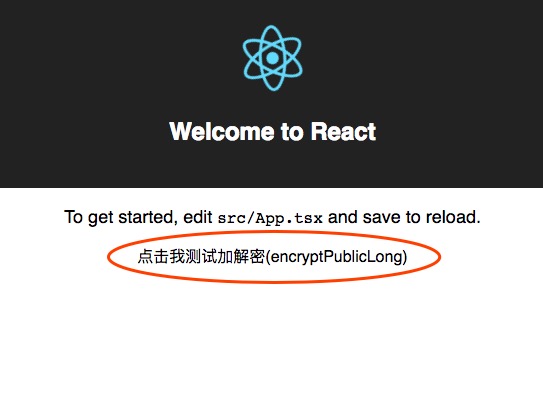 Welcome to React
To get started, edit src/App.tsx and save to reload.
点击我测试加解密(encryptPublicLong)